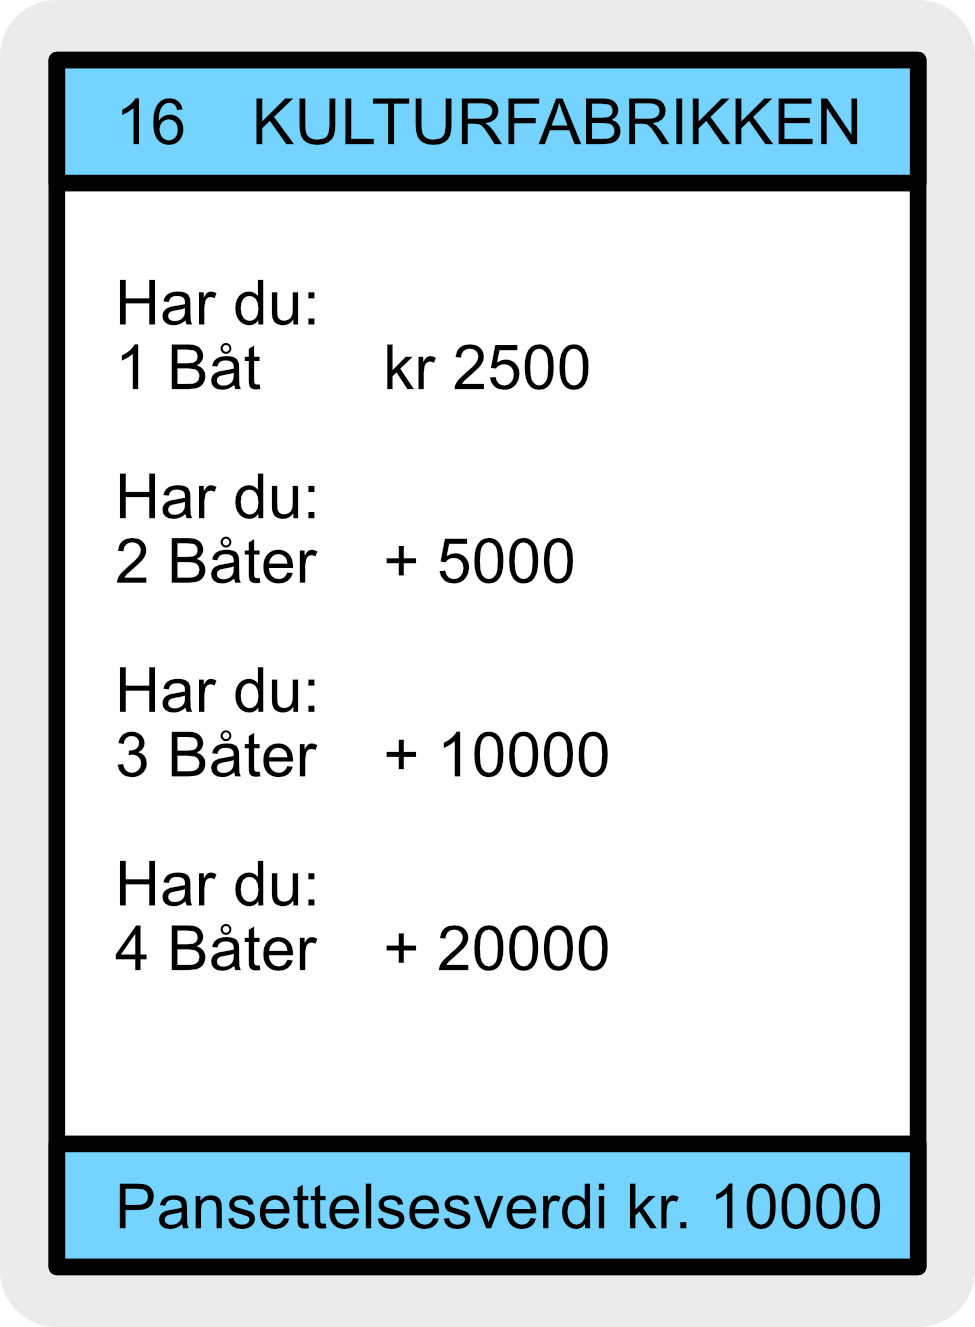 16 KULTURFABRIKKEN
Har du:
1 Båt kr 2500
Har du:
2 Båter + 5000
Har du:
3 Båter + 10000
Har du:
4 Båter + 20000
Pansettelsesverdi kr. 10000